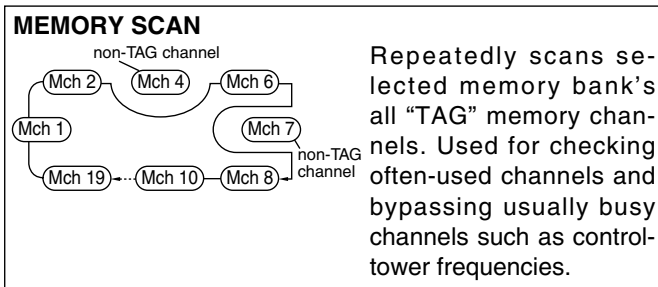 MEMORY SCAN
non-TAG channel
Mch 2
Mch 4
Mch 6
Mch 1
Mch 7
non-TAG
channel
Mch 19
Mch 10
Mch 8
Repeatedly scans se-
lected memory bank's
all “TAG” memory chan-
nels. Used for checking
often-used channels and
bypassing usually busy
channels such as control-
tower frequencies.